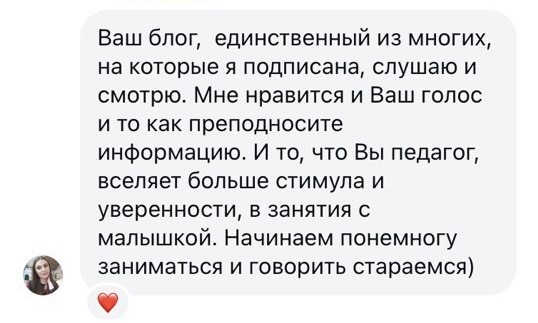 Ваш блог,  единственный из многих,
на которые я подписана, слушаю и
смотрю. Мне нравится и Ваш голос
и то как преподносите
информацию. И то, что Вы педагог,
вселяет больше стимула и
уверенности, в занятия с
малышкой. Начинаем понемногу
заниматься и говорить стараемся)